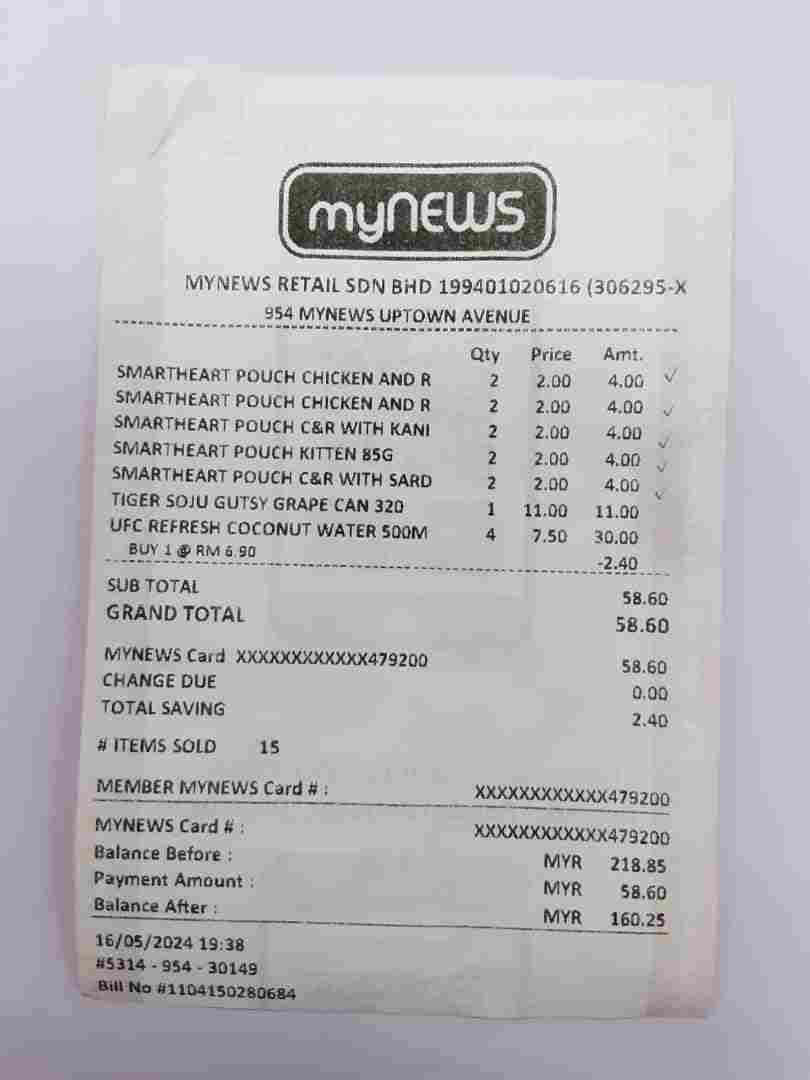 myNEWS
MYNEWS RETAIL SDN BHD 199401020616 (306295-X
954 MYNEWS UPTOWN AVENUE
Qty Price Amt.
SMARTHEART POUCH CHICKEN AND R 2 2.00 4.00 ✓
SMARTHEART POUCH CHICKEN AND R 2 2.00 4.00 ✓
SMARTHEART POUCH C&R WITH KANI 2 2.00 4.00 ✓
SMARTHEART POUCH KITTEN 85G 2 2.00 4.00 ✓
SMARTHEART POUCH C&R WITH SARD 2 2.00 4.00 ✓
TIGER SOJU GUTSY GRAPE CAN 320 1 11.00 11.00
UFC REFRESH COCONUT WATER 500M 4 7.50 30.00
BUY 1 @ RM 6.90 -2.40
SUB TOTAL 58.60
GRAND TOTAL 58.60
MYNEWS Card XXXXXXXXXXXX479200 58.60
CHANGE DUE 0.00
TOTAL SAVING 2.40
# ITEMS SOLD 15
MEMBER MYNEWS Card # : XXXXXXXXXXXX479200
MYNEWS Card # : XXXXXXXXXXXX479200
Balance Before : MYR 218.85
Payment Amount : MYR 58.60
Balance After : MYR 160.25
16/05/2024 19:38
#5314 - 954 - 30149
Bill No #1104150280684